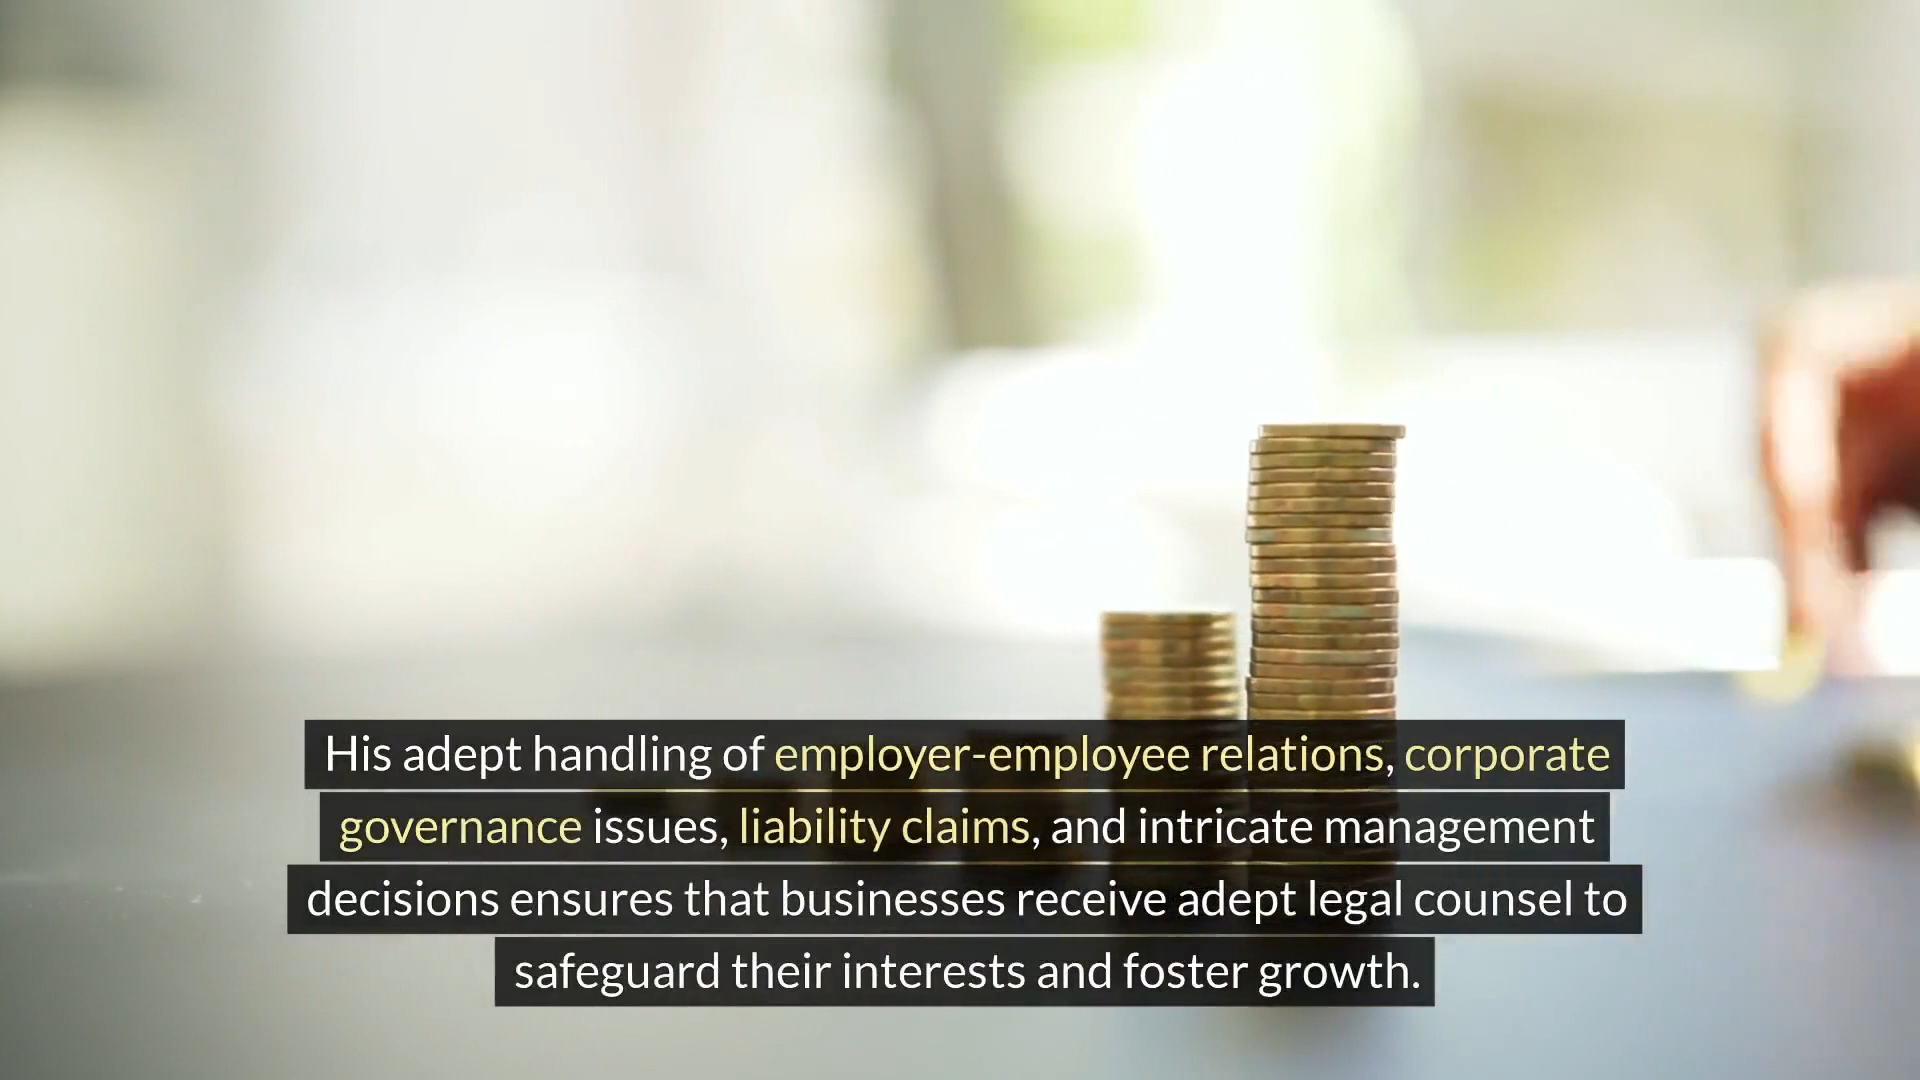 His adept handling of employer-employee relations, corporate
governance issues, liability claims, and intricate management
decisions ensures that businesses receive adept legal counsel to
safeguard their interests and foster growth.